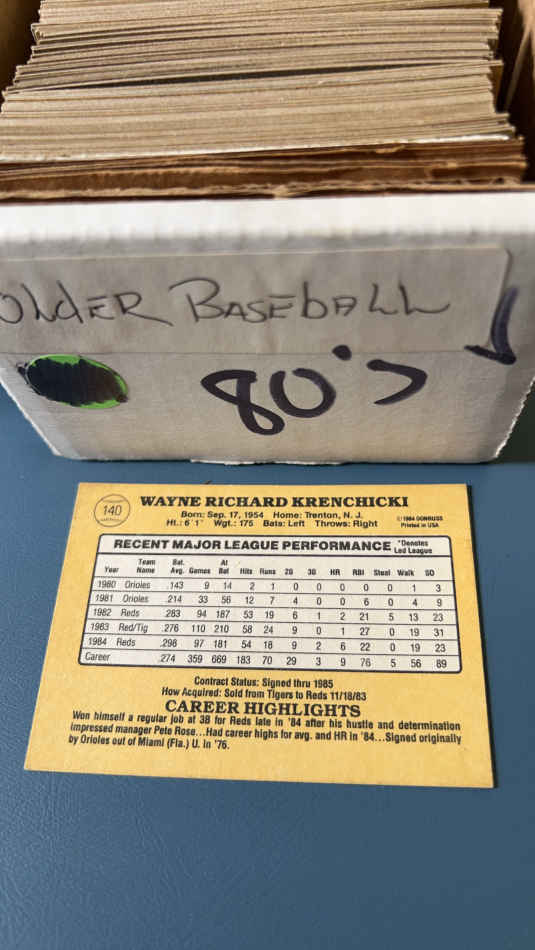 OLDER BASEBALL
80's
140
WAYNE RICHARD KRENCHICKI
Born: Sep. 17, 1954 Home: Trenton, N. J.
Ht.: 6'1" Wgt.: 175 Bats: Left Throws: Right
© 1984 DONRUSS
Printed in USA
RECENT MAJOR LEAGUE PERFORMANCE *Denotes Led League
Year Team Name Bat. Avg. Games At Bat Hits Runs 2B 3B HR RBI Steal Walk SO
1980 Orioles .143 9 14 2 1 0 0 0 0 0 1 3
1981 Orioles .214 33 56 12 7 4 0 0 6 0 4 9
1982 Reds .283 94 187 53 19 6 1 2 21 5 13 23
1983 Red/Tig .276 110 210 58 24 9 0 1 27 0 19 31
1984 Reds .298 97 181 54 18 9 2 6 22 0 19 23
Career .274 359 669 183 70 29 3 9 76 5 56 89
Contract Status: Signed thru 1985
How Acquired: Sold from Tigers to Reds 11/18/83
CAREER HIGHLIGHTS
Won himself a regular job at 3B for Reds late in '84 after his hustle and determination
impressed manager Pete Rose...Had career highs for avg. and HR in '84...Signed originally
by Orioles out of Miami (Fla.) U. in '76.